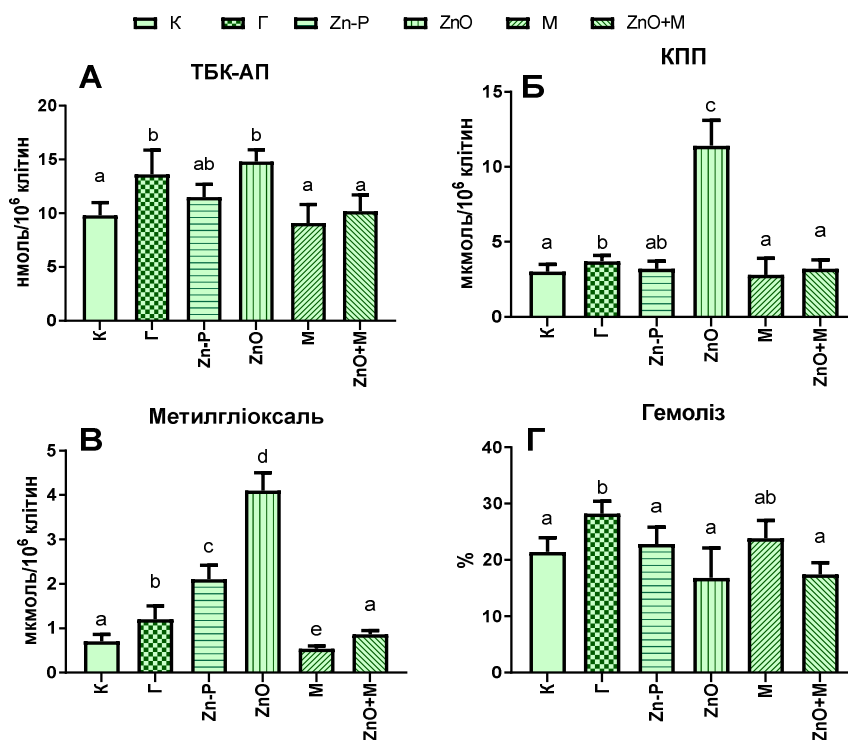 К Г Zn-P ZnO М ZnO+М
А
ТБК-АП
нмоль/10⁶ клітин
20
15
10
5
0
a b ab b a a
К Г Zn-P ZnO М ZnO+М
Б
КПП
мкмоль/10⁶ клітин
15
10
5
0
a b ab c a a
К Г Zn-P ZnO М ZnO+М
В
Метилгліоксаль
мкмоль/10⁶ клітин
5
4
3
2
1
0
a b c d e a
К Г Zn-P ZnO М ZnO+М
Г
Гемоліз
%
40
30
20
10
0
a b a a ab a
К Г Zn-P ZnO М ZnO+М